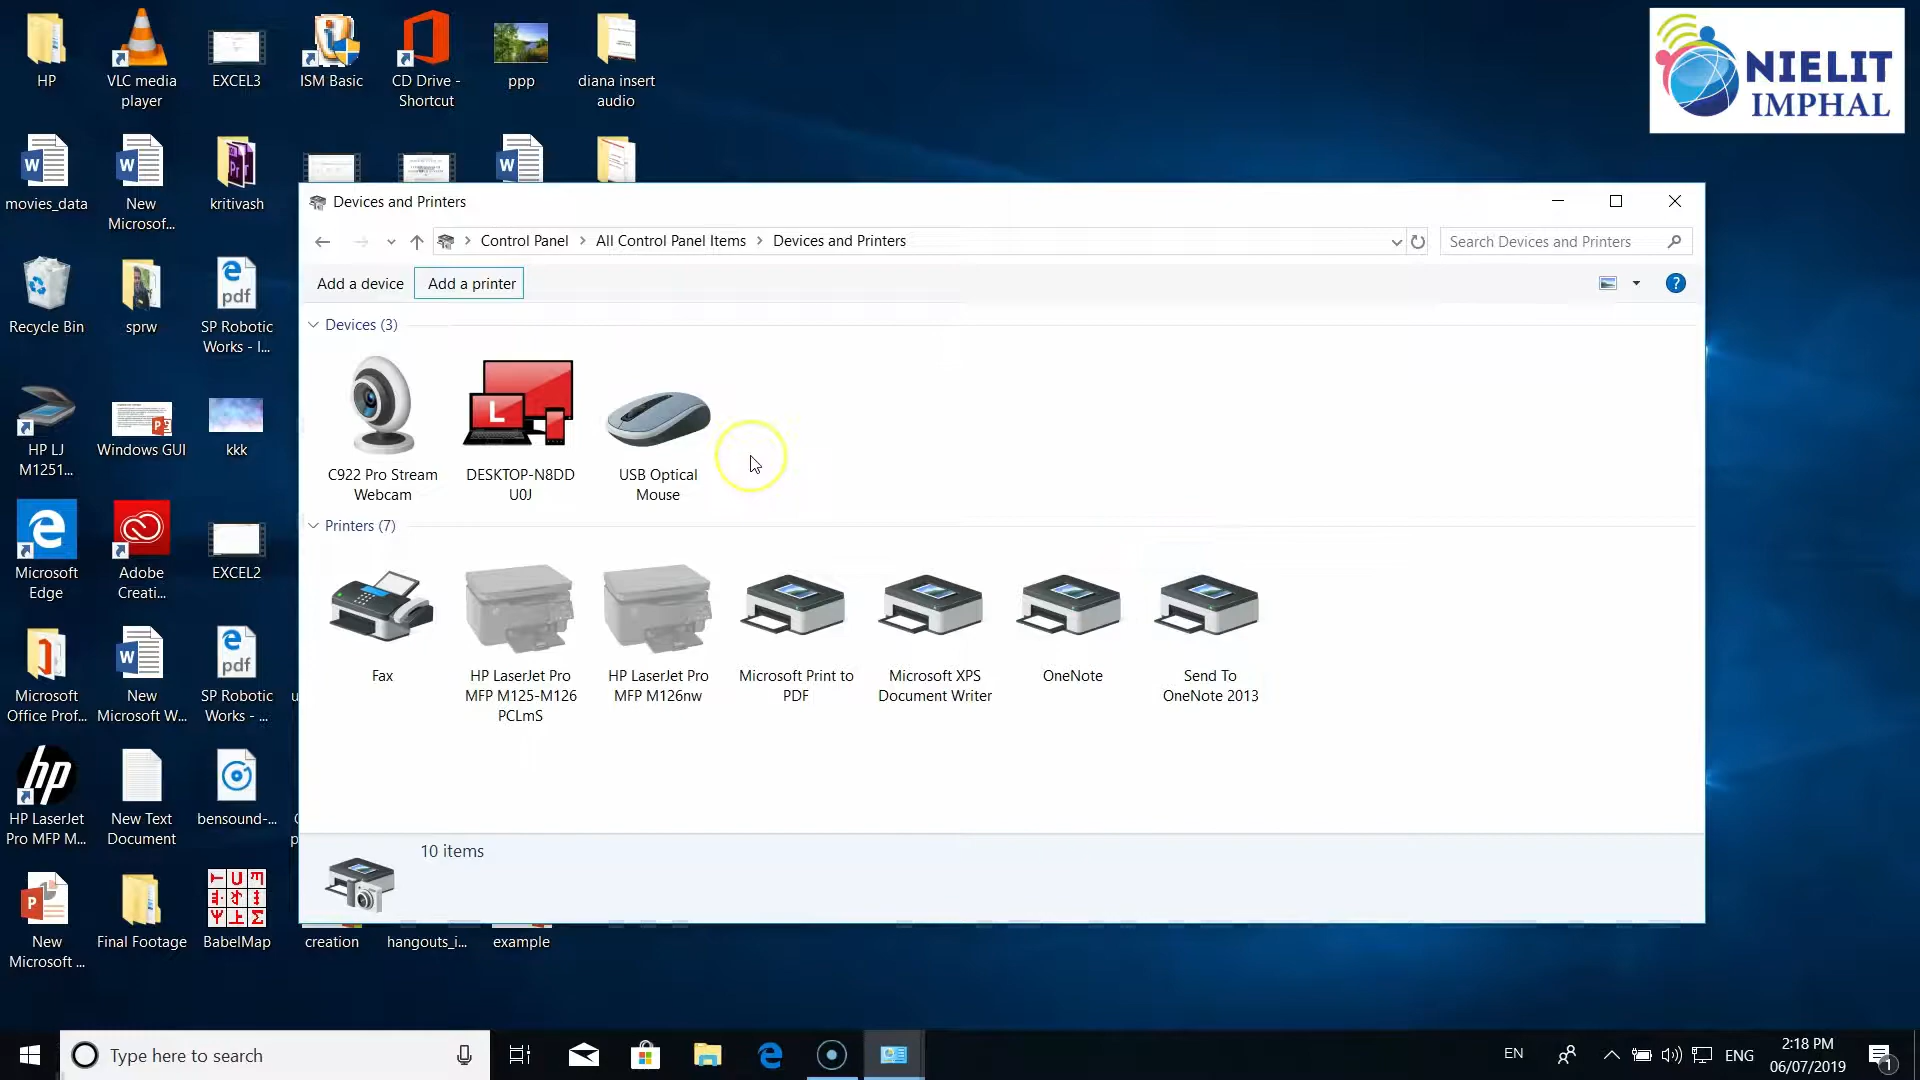 HP
VLC media
player
EXCEL3
ISM Basic
CD Drive -
Shortcut
ppp
diana insert
audio
NIELIT
IMPHAL
movies_data
New
Microsof...
kritivash
Recycle Bin
sprw
SP Robotic
Works - I...
HP LJ
M1251...
Windows GUI
kkk
Microsoft
Edge
Adobe
Creati...
EXCEL2
Microsoft
Office Prof...
New
Microsoft W...
SP Robotic
Works - ...
HP LaserJet
Pro MFP M...
New Text
Document
bensound-...
New
Microsoft ...
Final Footage
BabelMap
creation
hangouts_i...
example
Devices and Printers
Control Panel
All Control Panel Items
Devices and Printers
Search Devices and Printers
Add a device
Add a printer
?
Devices (3)
L
C922 Pro Stream
Webcam
DESKTOP-N8DD
U0J
USB Optical
Mouse
Printers (7)
Fax
HP LaserJet Pro
MFP M125-M126
PCLmS
HP LaserJet Pro
MFP M126nw
Microsoft Print to
PDF
Microsoft XPS
Document Writer
OneNote
Send To
OneNote 2013
10 items
Type here to search
EN
ENG
2:18 PM
06/07/2019
1